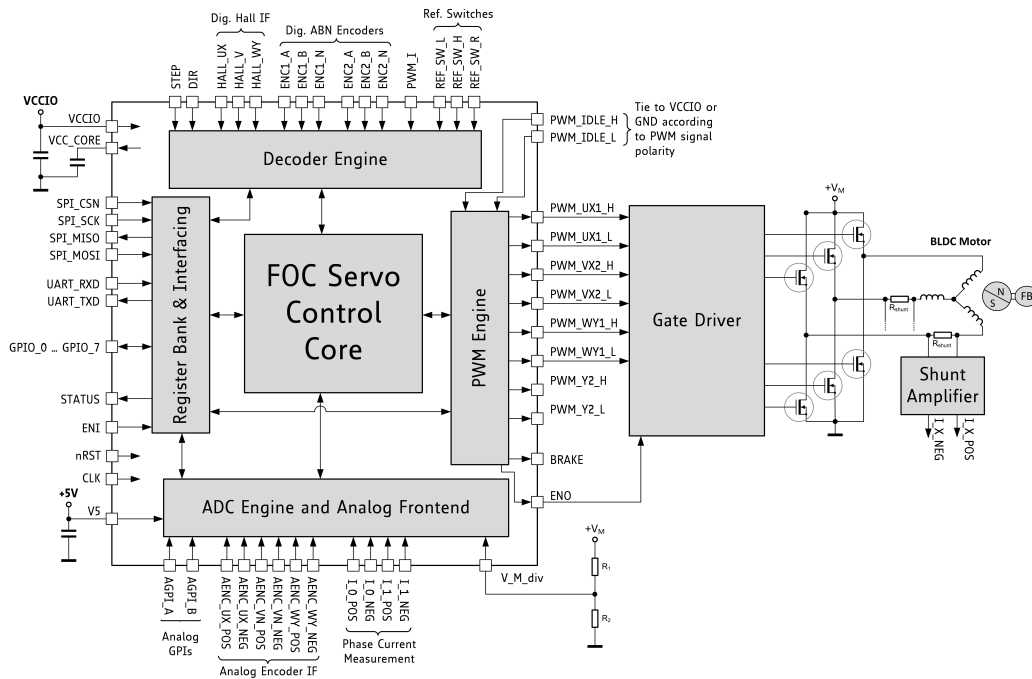 Dig. Hall IF
Dig. ABN Encoders
Ref. Switches
STEP
DIR
HALL_UX
HALL_V
HALL_WY
ENC1_A
ENC1_B
ENC1_N
ENC2_A
ENC2_B
ENC2_N
PWM_I
REF_SW_L
REF_SW_H
REF_SW_R
VCCIO
VCCIO
VCC_CORE
Decoder Engine
PWM_IDLE_H
PWM_IDLE_L
Tie to VCCIO or
GND according
to PWM signal
polarity
SPI_CSN
SPI_SCK
SPI_MISO
SPI_MOSI
UART_RXD
UART_TXD
GPIO_0 ... GPIO_7
STATUS
ENI
nRST
CLK
+5V
V5
Register Bank & Interfacing
FOC Servo
Control
Core
PWM Engine
PWM_UX1_H
PWM_UX1_L
PWM_VX2_H
PWM_VX2_L
PWM_WY1_H
PWM_WY1_L
PWM_Y2_H
PWM_Y2_L
BRAKE
ENO
Gate Driver
+VM
BLDC Motor
N
S
FB
Rshunt
Rshunt
Shunt
Amplifier
I_X_NEG
I_X_POS
ADC Engine and Analog Frontend
V_M_div
+VM
R1
R2
AGPI_A
AGPI_B
AENC_UX_POS
AENC_UX_NEG
AENC_VN_POS
AENC_VN_NEG
AENC_WY_POS
AENC_WY_NEG
I_0_POS
I_0_NEG
I_1_POS
I_1_NEG
Analog
GPIs
Analog Encoder IF
Phase Current
Measurement